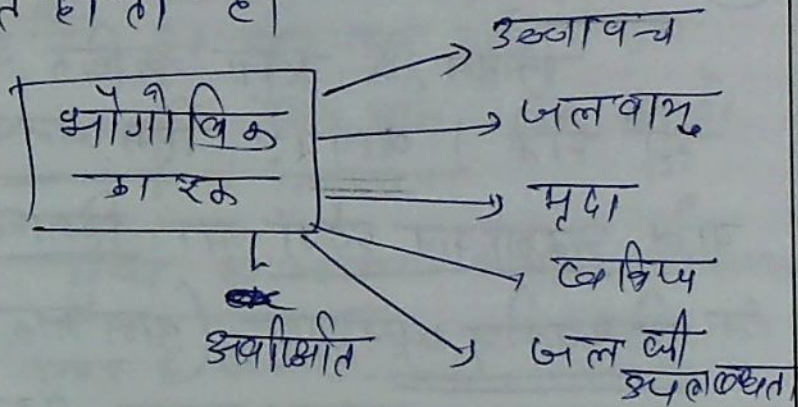 होता है।
भौगोलिक
कारक
उच्चावच
जलवायु
मृदा
खनिज
जल की
उपलब्धता
अवस्थिति